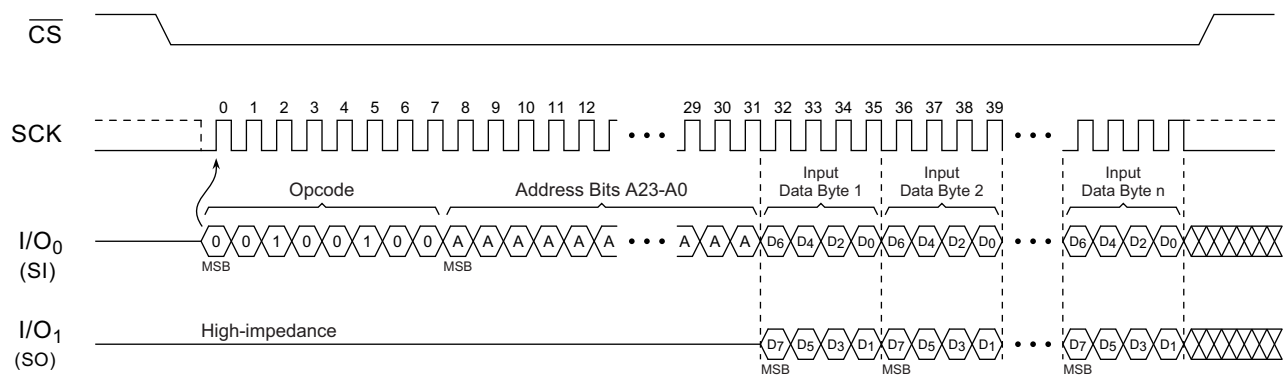 CS
0 1 2 3 4 5 6 7 8 9 10 11 12 29 30 31 32 33 34 35 36 37 38 39
SCK
Opcode
Address Bits A23-A0
Input
Data Byte 1
Input
Data Byte 2
Input
Data Byte n
I/O0
(SI)
0 0 1 0 0 1 0 0 A A A A A A A A A D6 D4 D2 D0 D6 D4 D2 D0 D6 D4 D2 D0
MSB MSB
I/O1
(SO)
High-impedance
D7 D5 D3 D1 D7 D5 D3 D1 D7 D5 D3 D1
MSB MSB MSB